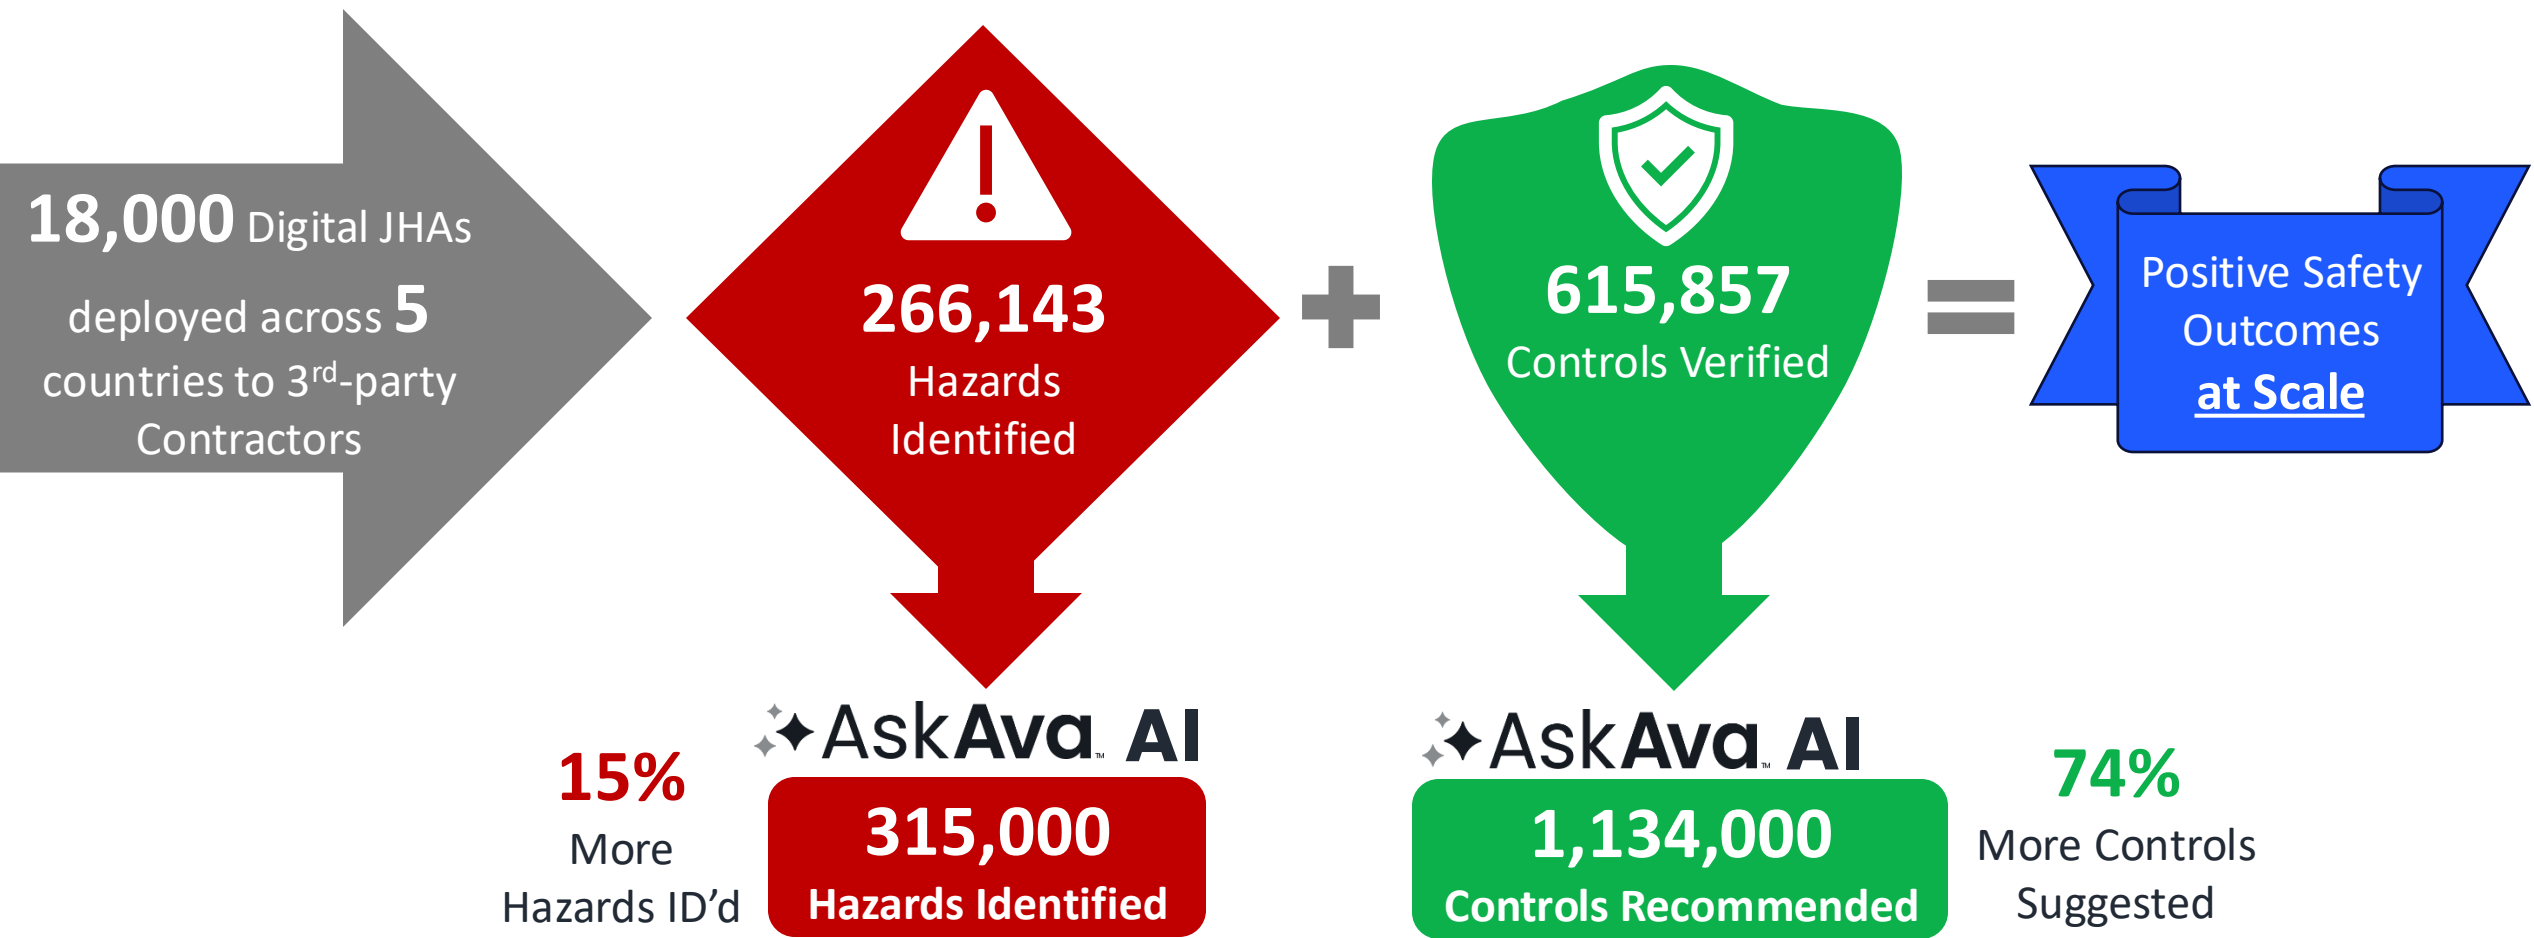 18,000 Digital JHAs
deployed across 5
countries to 3rd-party
Contractors
266,143
Hazards
Identified
615,857
Controls Verified
Positive Safety
Outcomes
at Scale
AskAva™ AI
15%
More
Hazards ID’d
315,000
Hazards Identified
AskAva™ AI
1,134,000
Controls Recommended
74%
More Controls
Suggested